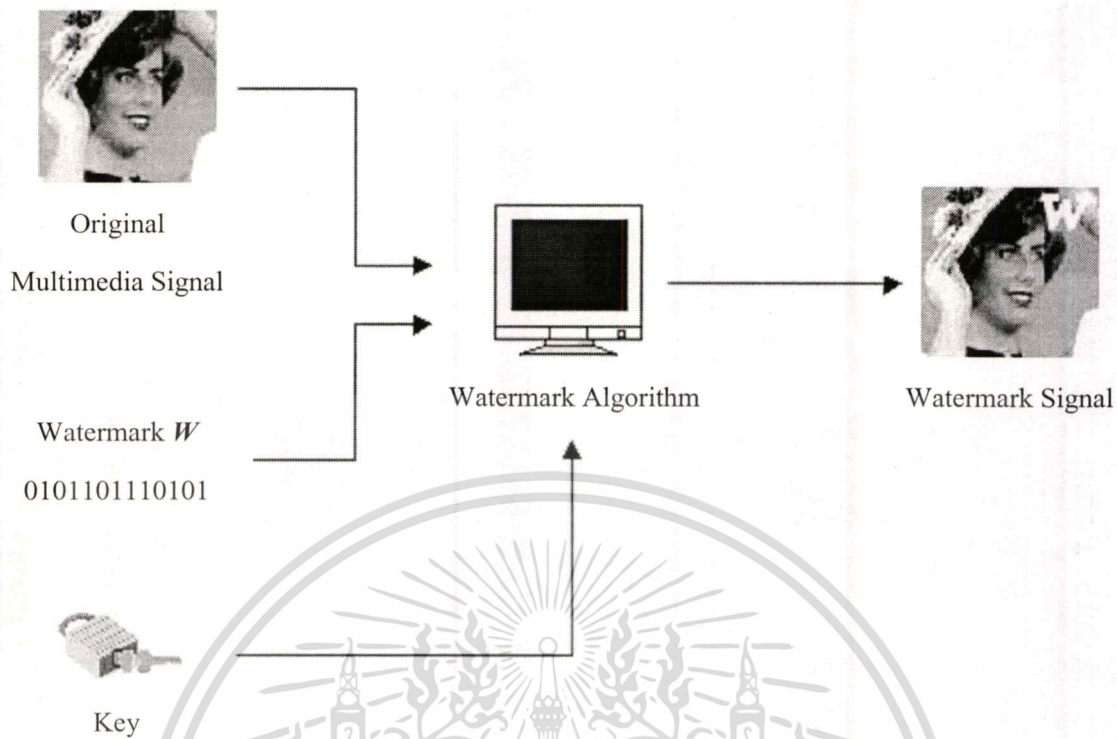 Original
Multimedia Signal
Watermark W
0101101110101
Key
Watermark Algorithm
W
Watermark Signal